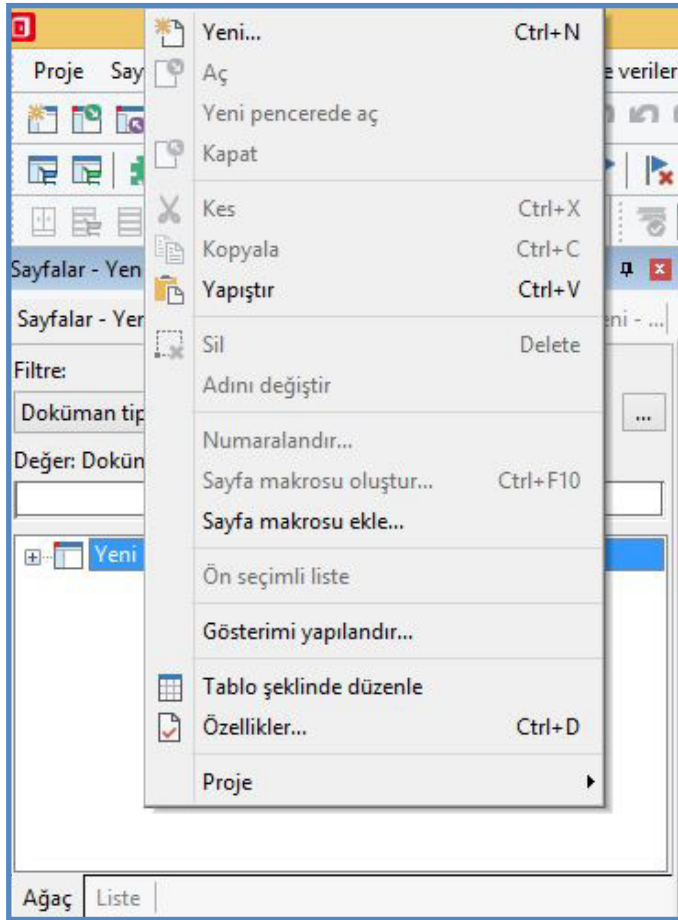 Proje Say
e veriler
Yeni... Ctrl+N
Aç
Yeni pencerede aç
Kapat
Kes Ctrl+X
Kopyala Ctrl+C
Yapıştır Ctrl+V
Sil Delete
Adını değiştir
Numaralandır...
Sayfa makrosu oluştur... Ctrl+F10
Sayfa makrosu ekle...
Ön seçimli liste
Gösterimi yapılandır...
Tablo şeklinde düzenle
Özellikler... Ctrl+D
Proje
Sayfalar - Yen
Sayfalar - Yer
eni - ...
Filtre:
Doküman tip
...
Değer: Dokün
Yeni
Ağaç Liste